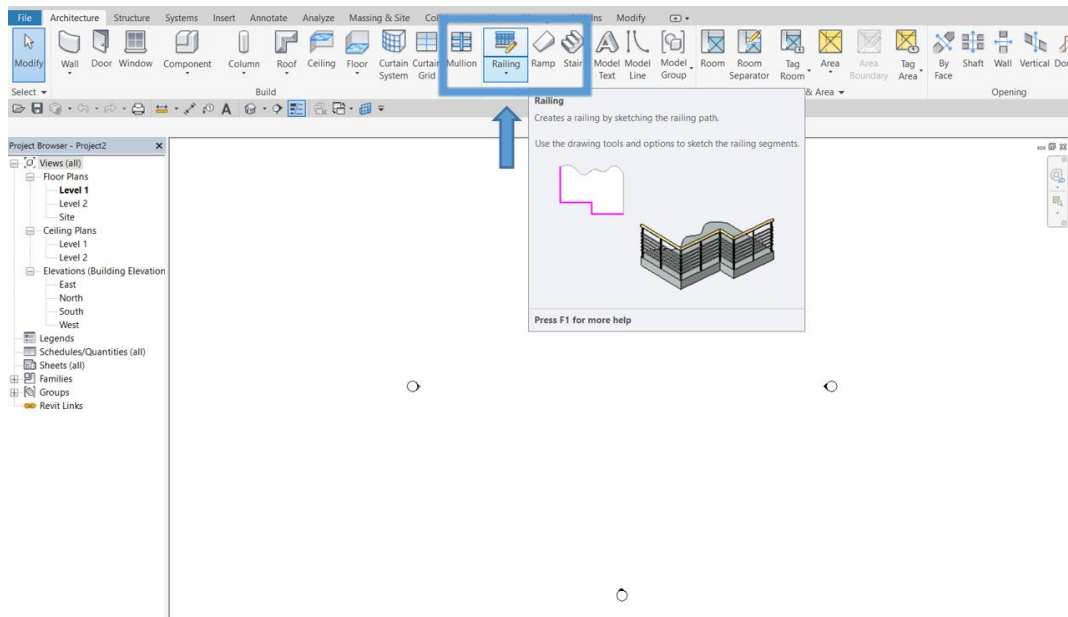 File Architecture Structure Systems Insert Annotate Analyze Massing & Site Modify
Modify Wall Door Window Component Column Roof Ceiling Floor Curtain System Curtain Grid Mullion Railing Ramp Stair Model Text Model Line Model Group Room Room Separator Tag Room Area Area Boundary Tag Area By Face Shaft Wall Vertical
Select Build & Area Opening
Project Browser - Project2
Views (all)
Floor Plans
Level 1
Level 2
Site
Ceiling Plans
Level 1
Level 2
Elevations (Building Elevation
East
North
South
West
Legends
Schedules/Quantities (all)
Sheets (all)
Families
Groups
Revit Links
Railing
Creates a railing by sketching the railing path.
Use the drawing tools and options to sketch the railing segments.
Press F1 for more help